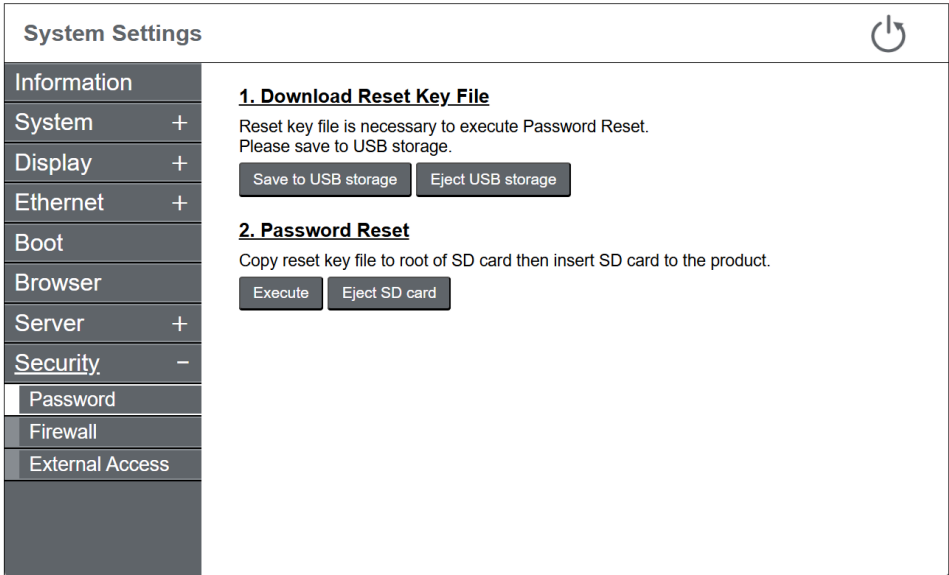 System Settings
Information
System +
Display +
Ethernet +
Boot
Browser
Server +
Security −
Password
Firewall
External Access
1. Download Reset Key File
Reset key file is necessary to execute Password Reset.
Please save to USB storage.
Save to USB storage Eject USB storage
2. Password Reset
Copy reset key file to root of SD card then insert SD card to the product.
Execute Eject SD card